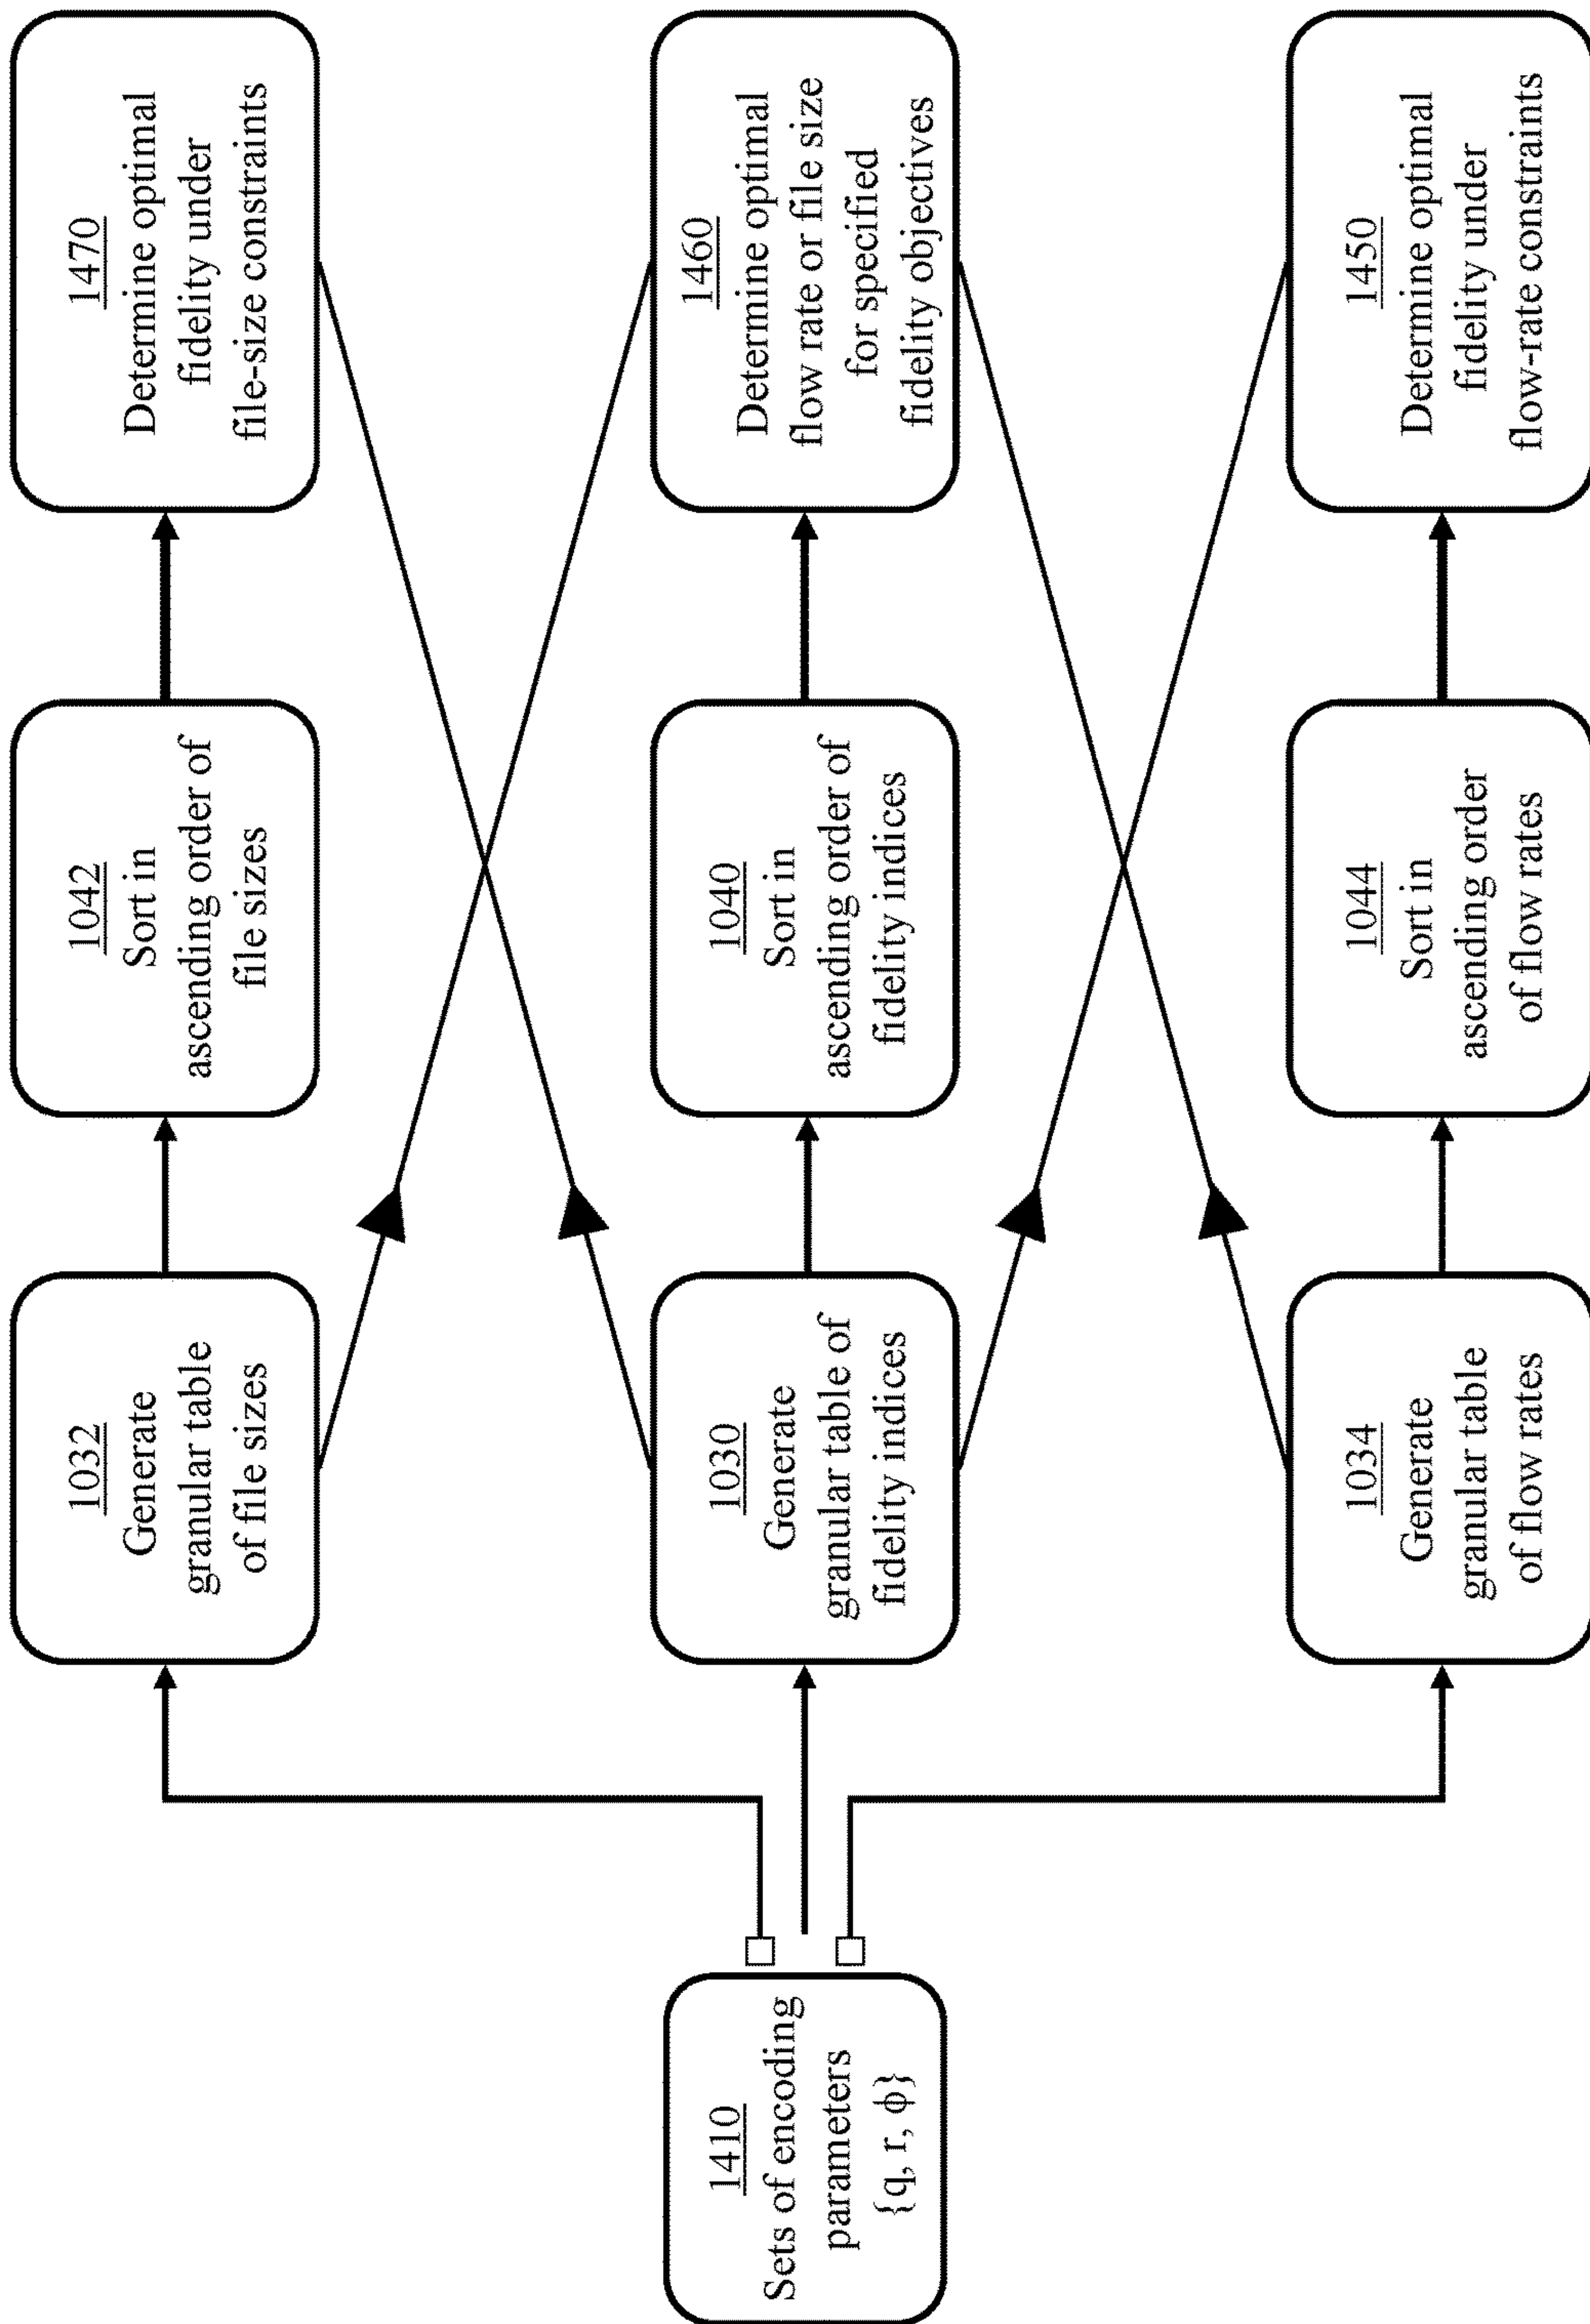 1410
Sets of encoding
parameters
{q, r, ϕ}
1032
Generate
granular table
of file sizes
1042
Sort in
ascending order of
file sizes
1470
Determine optimal
fidelity under
file-size constraints
1030
Generate
granular table of
fidelity indices
1040
Sort in
ascending order of
fidelity indices
1460
Determine optimal
flow rate or file size
for specified
fidelity objectives
1034
Generate
granular table
of flow rates
1044
Sort in
ascending order
of flow rates
1450
Determine optimal
fidelity under
flow-rate constraints